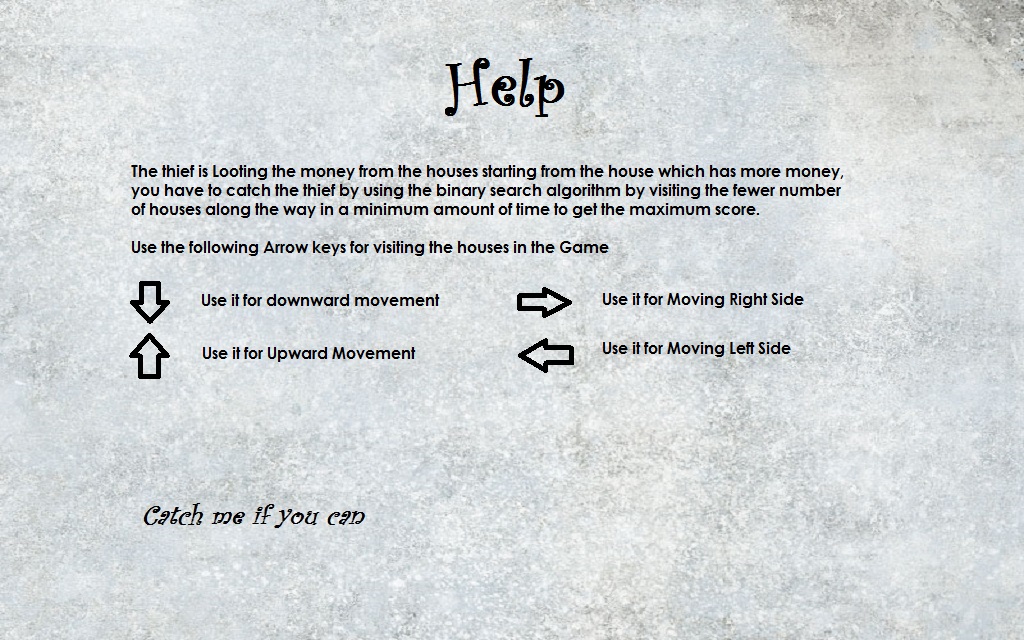 Help
The thief is Looting the money from the houses starting from the house which has more money,
you have to catch the thief by using the binary search algorithm by visiting the fewer number
of houses along the way in a minimum amount of time to get the maximum score.
Use the following Arrow keys for visiting the houses in the Game
Use it for downward movement
Use it for Moving Right Side
Use it for Upward Movement
Use it for Moving Left Side
Catch me if you can